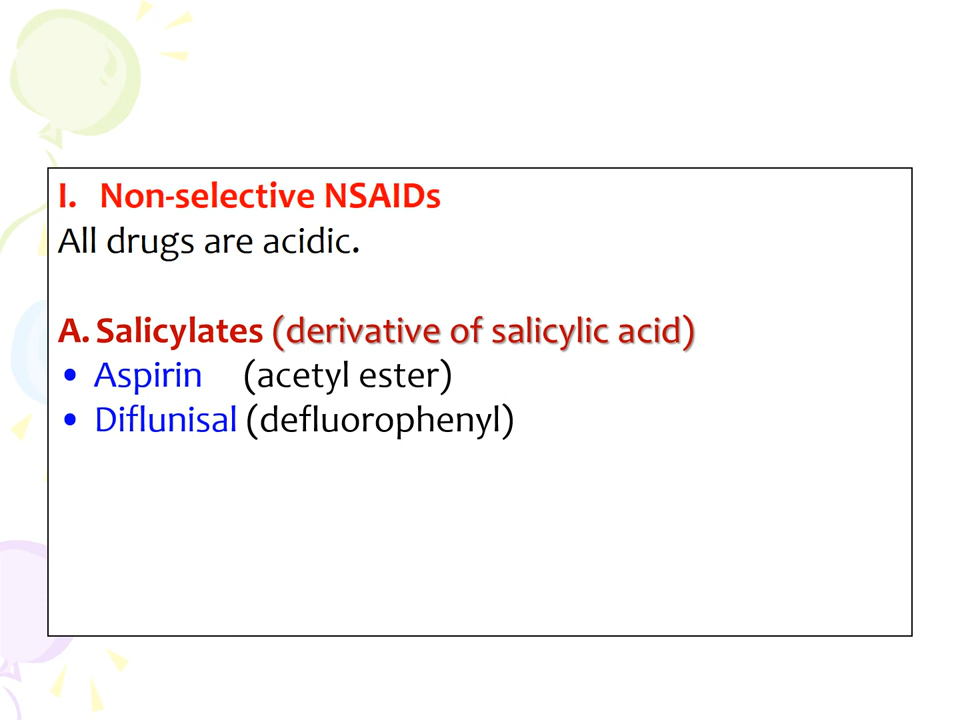 I. Non-selective NSAIDs
All drugs are acidic.
A. Salicylates (derivative of salicylic acid)
• Aspirin (acetyl ester)
• Diflunisal (defluorophenyl)